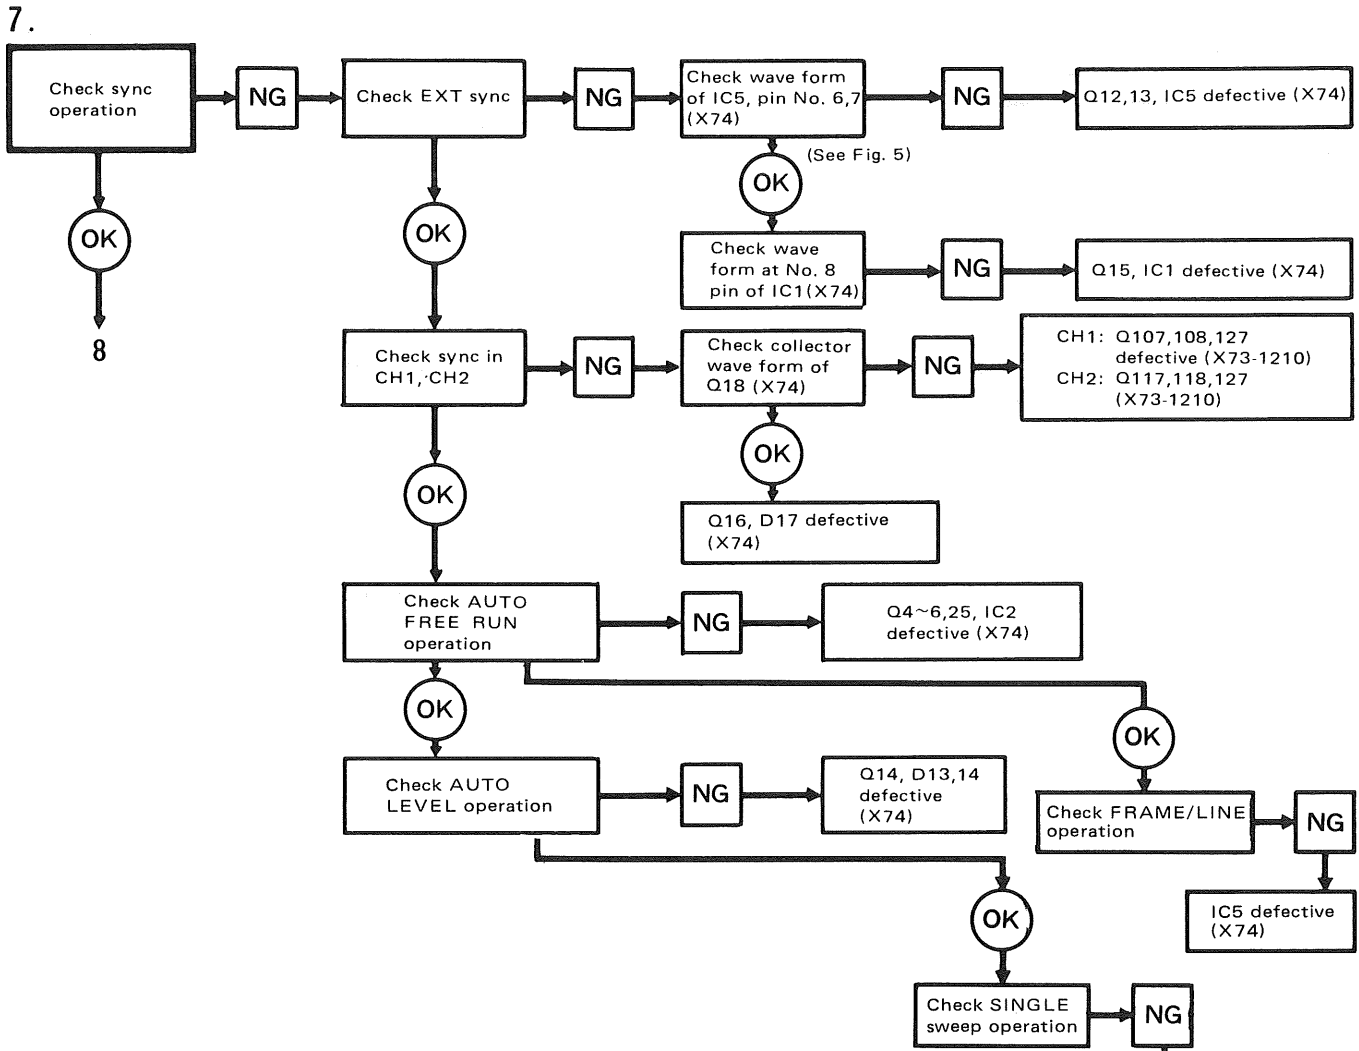 7.
Check sync
operation
NG
Check EXT sync
NG
Check wave form
of IC5, pin No. 6,7
(X74)
NG
Q12,13, IC5 defective (X74)
(See Fig. 5)
OK
OK
OK
8
Check wave
form at No. 8
pin of IC1(X74)
NG
Q15, IC1 defective (X74)
Check sync in
CH1, CH2
NG
Check collector
wave form of
Q18 (X74)
NG
CH1: Q107,108,127
defective (X73-1210)
CH2: Q117,118,127
(X73-1210)
OK
OK
Q16, D17 defective
(X74)
Check AUTO
FREE RUN
operation
NG
Q4~6,25, IC2
defective (X74)
OK
OK
Check AUTO
LEVEL operation
NG
Q14, D13,14
defective
(X74)
Check FRAME/LINE
operation
NG
IC5 defective
(X74)
OK
Check SINGLE
sweep operation
NG